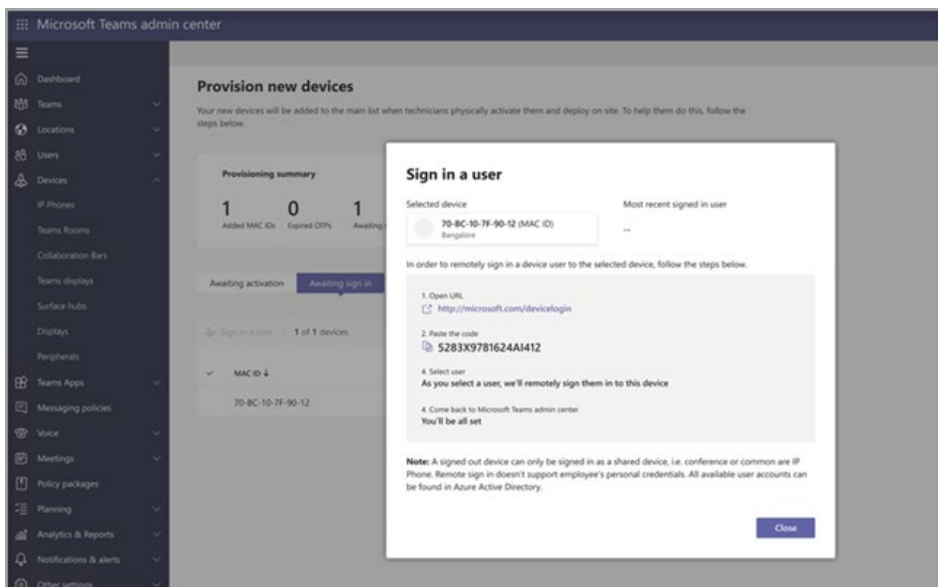 Microsoft Teams admin center
Dashboard
Teams
Locations
Users
Devices
IP Phones
Teams Rooms
Collaboration Bars
Teams displays
Surface hubs
Displays
Peripherals
Teams Apps
Messaging policies
Voice
Meetings
Policy packages
Planning
Analytics & Reports
Notifications & alerts
Other settings
Provision new devices
Your new devices will be added to the main list when technicians physically activate them and deploy on site. To help them do this, follow the
steps below.
Provisioning summary
1 0 1
Added MAC IDs Expired OTPs Awaiting
Awaiting activation Awaiting sign in
Sign in a user 1 of 1 devices
MAC ID ↓
70-BC-10-7F-90-12
Sign in a user
Selected device Most recent signed in user
70-BC-10-7F-90-12 (MAC ID) --
Bangalore
In order to remotely sign in a device user to the selected device, follow the steps below.
1. Open URL
http://microsoft.com/devicelogin
2. Paste the code
5283X9781624AI412
4. Select user
As you select a user, we'll remotely sign them in to this device
4. Come back to Microsoft Teams admin center
You'll be all set
Note: A signed out device can only be signed in as a shared device, i.e. conference or common are IP
Phone. Remote sign in doesn't support employee's personal credentials. All available user accounts can
be found in Azure Active Directory.
Close